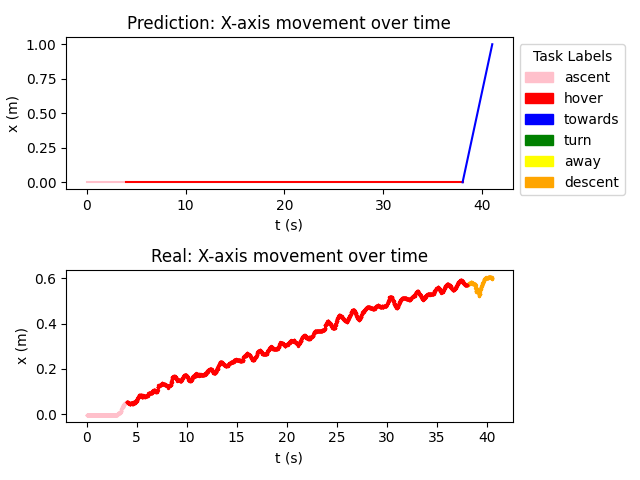 Prediction: X-axis movement over time
1.00
0.75
0.50
0.25
0.00
x (m)
0 10 20 30 40
t (s)
Task Labels
ascent
hover
towards
turn
away
descent
Real: X-axis movement over time
0.6
0.4
0.2
0.0
x (m)
0 5 10 15 20 25 30 35 40
t (s)